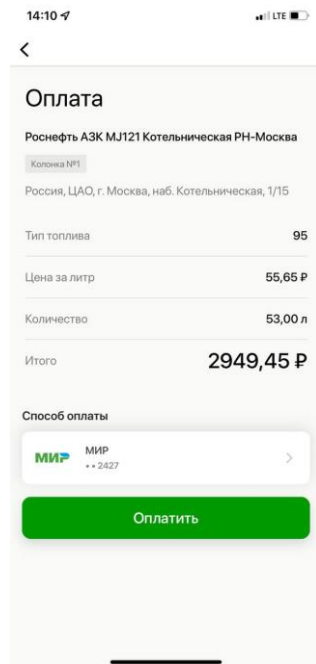 14:10 LTE
Оплата
Роснефть АЗК MJ121 Котельническая РН-Москва
Колонка №1
Россия, ЦАО, г. Москва, наб. Котельническая, 1/15
Тип топлива 95
Цена за литр 55,65 ₽
Количество 53,00 л
Итого 2949,45 ₽
Способ оплаты
МИР МИР
•• 2427
Оплатить